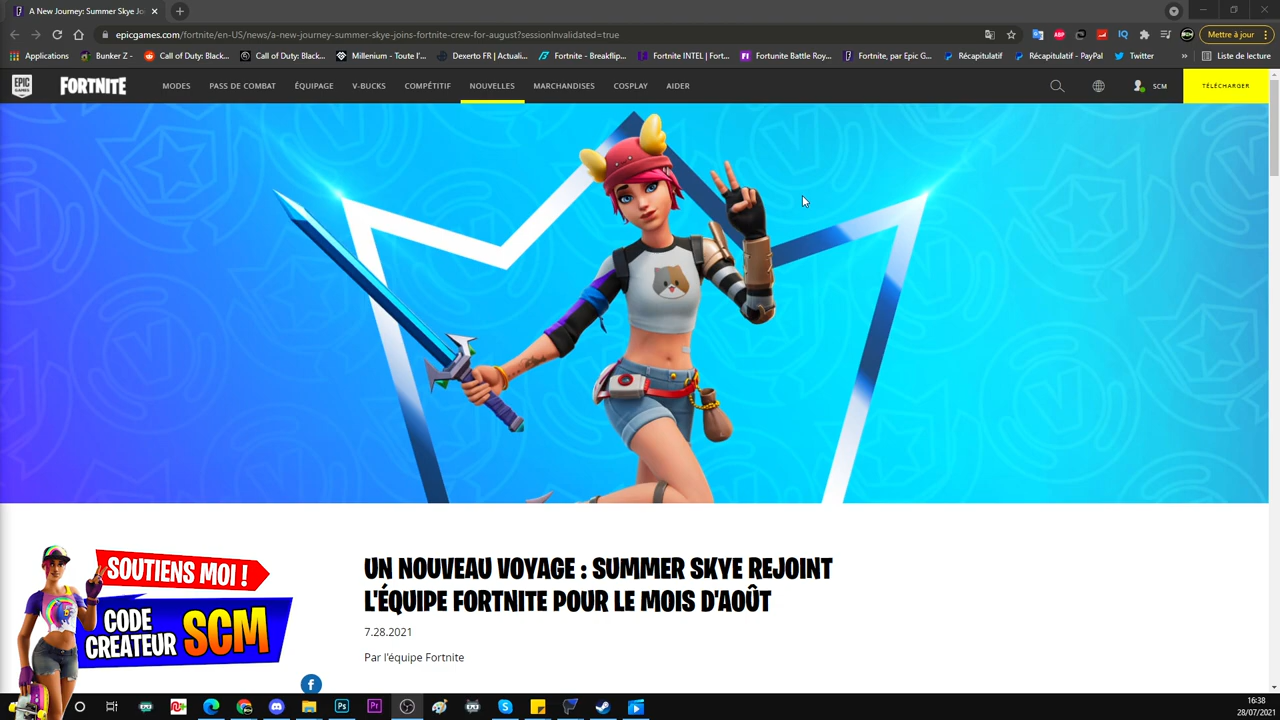 A New Journey: Summer Skye Jo
epicgames.com/fortnite/en-US/news/a-new-journey-summer-skye-joins-fortnite-crew-for-august?sessionInvalidated=true
ABP
IQ
Mettre à jour
Applications
Bunker Z -
Call of Duty: Black...
Call of Duty: Black...
Millenium - Toute l'...
Dexerto FR | Actuali...
Fortnite - Breakflip...
Fortnite INTEL | Fort...
Fortunite Battle Roy...
Fortnite, par Epic G...
Récapitulatif
Récapitulatif - PayPal
Twitter
»
Liste de lecture
EPIC GAMES
FORTNITE
MODES
PASS DE COMBAT
ÉQUIPAGE
V-BUCKS
COMPÉTITIF
NOUVELLES
MARCHANDISES
COSPLAY
AIDER
SCM
TÉLÉCHARGER
SOUTIENS MOI !
CODE
CREATEUR SCM
UN NOUVEAU VOYAGE : SUMMER SKYE REJOINT
L'ÉQUIPE FORTNITE POUR LE MOIS D'AOÛT
7.28.2021
Par l'équipe Fortnite
16:38
28/07/2021